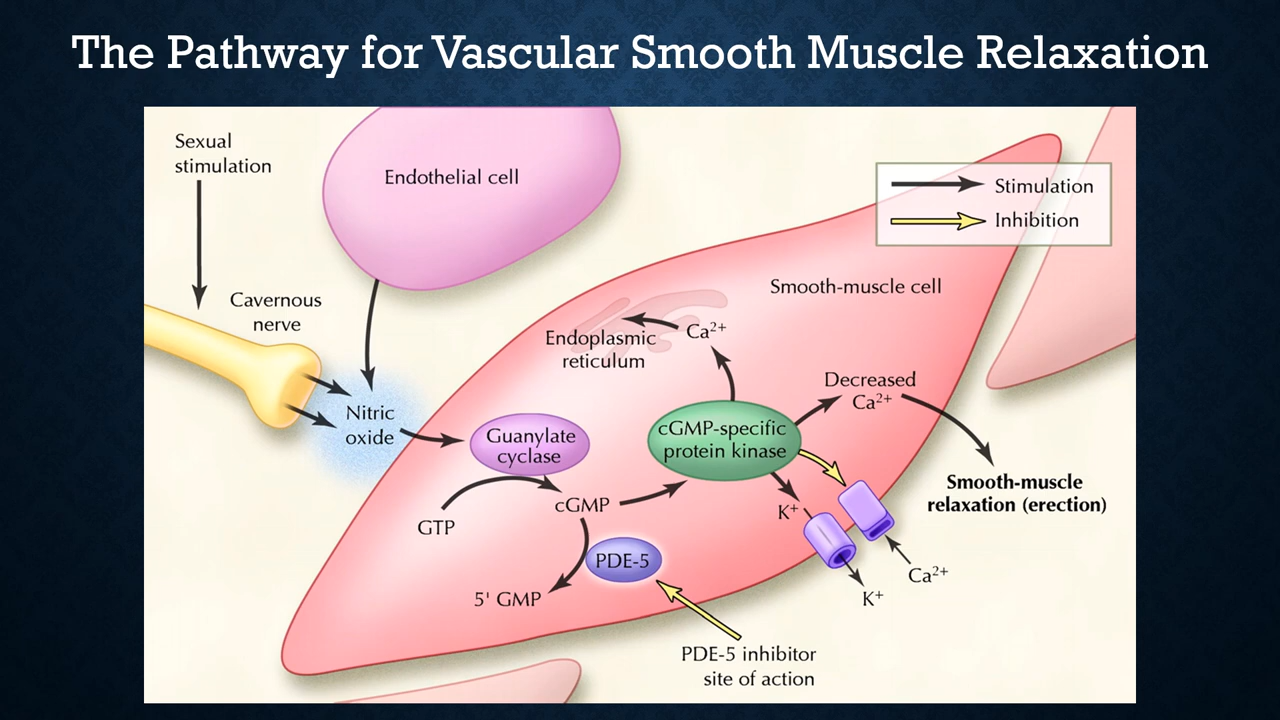 The Pathway for Vascular Smooth Muscle Relaxation
Sexual
stimulation
Endothelial cell
Stimulation
Inhibition
Smooth-muscle cell
Cavernous
nerve
Endoplasmic
reticulum
Ca²⁺
Decreased
Ca²⁺
Nitric
oxide
Guanylate
cyclase
cGMP-specific
protein kinase
Smooth-muscle
relaxation (erection)
GTP
cGMP
K⁺
PDE-5
Ca²⁺
5' GMP
K⁺
PDE-5 inhibitor
site of action